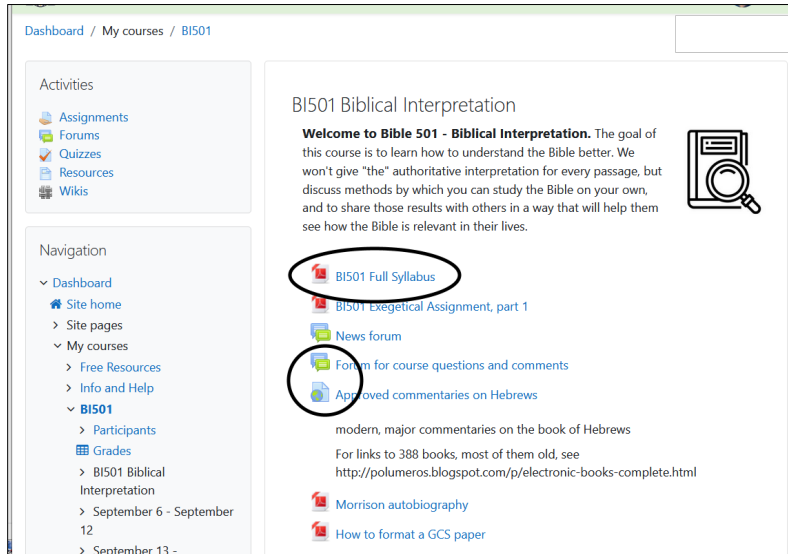 Dashboard / My courses / BI501
Activities
Assignments
Forums
Quizzes
Resources
Wikis
Navigation
Dashboard
Site home
Site pages
My courses
Free Resources
Info and Help
BI501
Participants
Grades
BI501 Biblical
Interpretation
September 6 - September
12
September 13 -
BI501 Biblical Interpretation
Welcome to Bible 501 - Biblical Interpretation. The goal of
this course is to learn how to understand the Bible better. We
won't give "the" authoritative interpretation for every passage, but
discuss methods by which you can study the Bible on your own,
and to share those results with others in a way that will help them
see how the Bible is relevant in their lives.
BI501 Full Syllabus
BI501 Exegetical Assignment, part 1
News forum
Forum for course questions and comments
Approved commentaries on Hebrews
modern, major commentaries on the book of Hebrews
For links to 388 books, most of them old, see
http://polumeros.blogspot.com/p/electronic-books-complete.html
Morrison autobiography
How to format a GCS paper